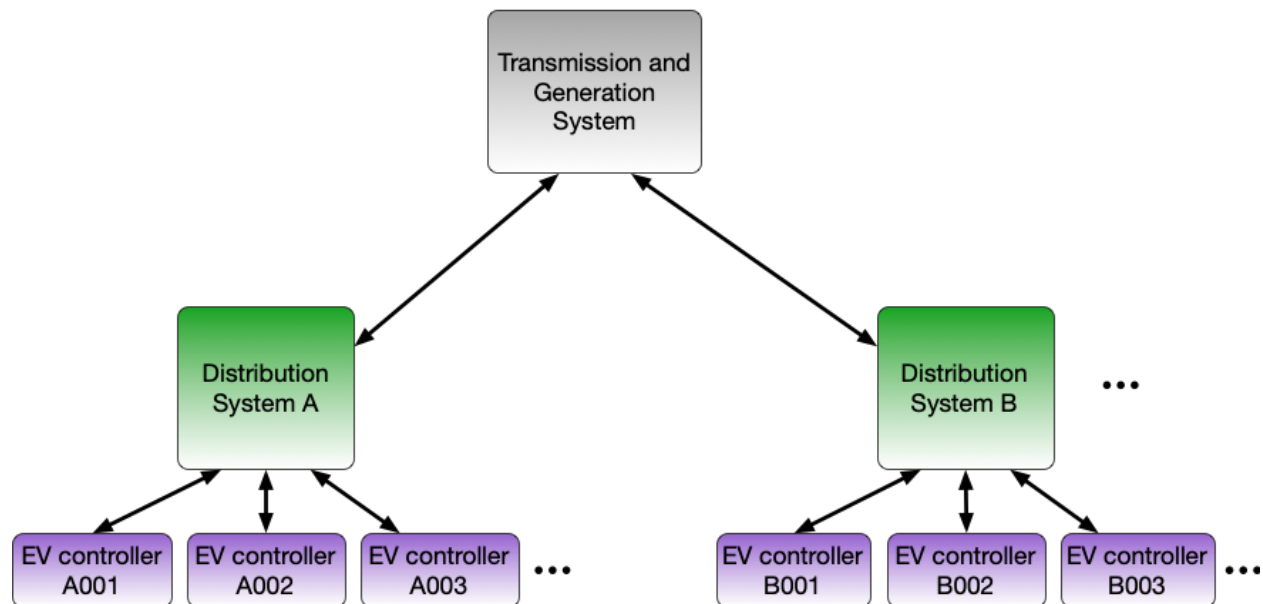 Transmission and
Generation
System
Distribution
System A
Distribution
System B
...
EV controller
A001
EV controller
A002
EV controller
A003
...
EV controller
B001
EV controller
B002
EV controller
B003
...